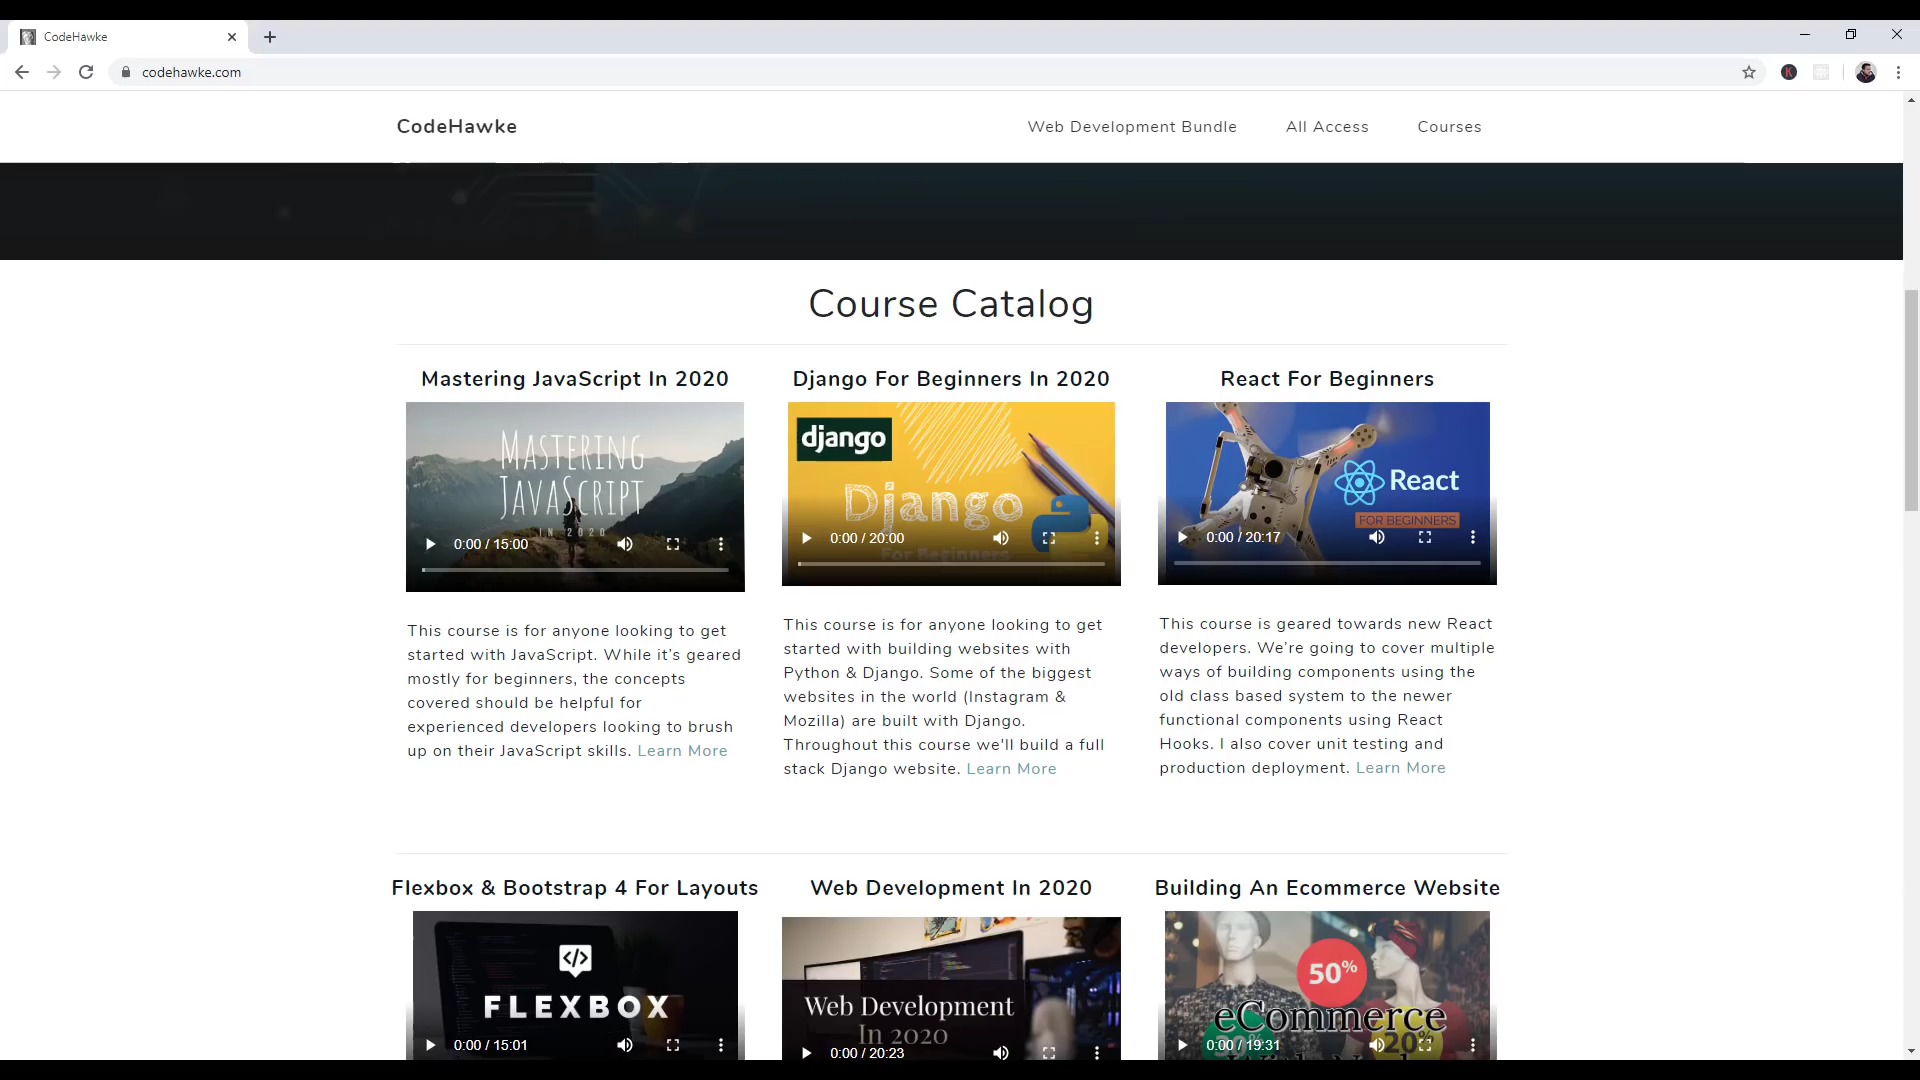 CodeHawke
codehawke.com
CodeHawke
Web Development Bundle
All Access
Courses
Course Catalog
Mastering JavaScript In 2020
Django For Beginners In 2020
React For Beginners
MASTERING
JAVASCRIPT
IN 2020
0:00 / 15:00
django
Django
For Beginners
0:00 / 20:00
React
FOR BEGINNERS
0:00 / 20:17
This course is for anyone looking to get
started with JavaScript. While it’s geared
mostly for beginners, the concepts
covered should be helpful for
experienced developers looking to brush
up on their JavaScript skills. Learn More
This course is for anyone looking to get
started with building websites with
Python & Django. Some of the biggest
websites in the world (Instagram &
Mozilla) are built with Django.
Throughout this course we'll build a full
stack Django website. Learn More
This course is geared towards new React
developers. We’re going to cover multiple
ways of building components using the
old class based system to the newer
functional components using React
Hooks. I also cover unit testing and
production deployment. Learn More
Flexbox & Bootstrap 4 For Layouts
Web Development In 2020
Building An Ecommerce Website
</>
FLEXBOX
0:00 / 15:01
Web Development
In 2020
0:00 / 20:23
50%
eCommerce
20%
0:00 / 19:31